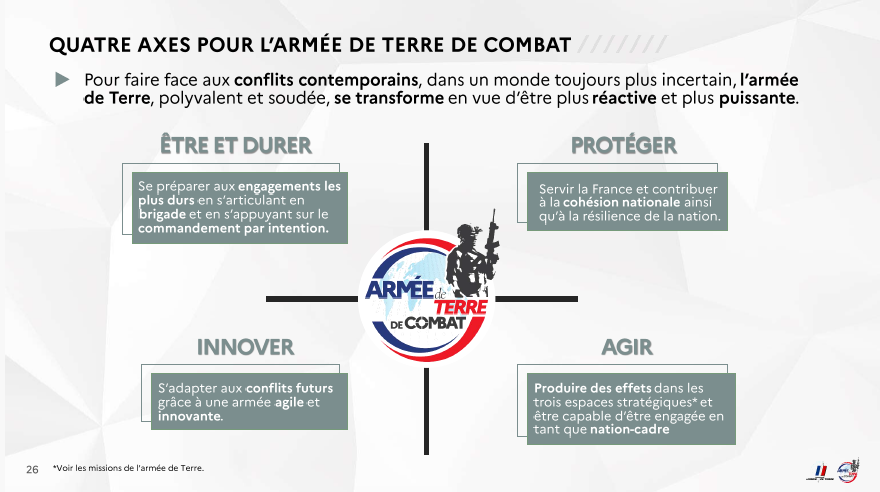 QUATRE AXES POUR L'ARMÉE DE TERRE DE COMBAT
Pour faire face aux conflits contemporains, dans un monde toujours plus incertain, l'armée
de Terre, polyvalent et soudée, se transforme en vue d'être plus réactive et plus puissante.
ÊTRE ET DURER
Se préparer aux engagements les
plus durs en s'articulant en
brigade et en s'appuyant sur le
commandement par intention.
PROTÉGER
Servir la France et contribuer
à la cohésion nationale ainsi
qu'à la résilience de la nation.
ARMÉE de
TERRE
DE COMBAT
INNOVER
S'adapter aux conflits futurs
grâce à une armée agile et
innovante.
AGIR
Produire des effets dans les
trois espaces stratégiques* et
être capable d'être engagée en
tant que nation-cadre
26
*Voir les missions de l'armée de Terre.